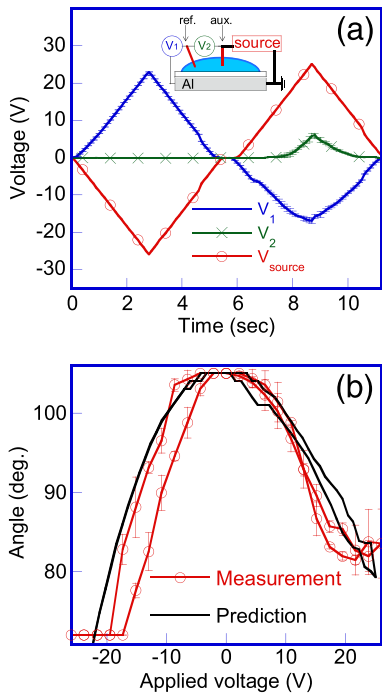 (a)
ref. aux.
V1 V2 source
Al
30
20
10
0
-10
-20
-30
Voltage (V)
V1
V2
Vsource
0 2 4 6 8 10
Time (sec)
(b)
100
90
80
Angle (deg.)
Measurement
Prediction
-20 -10 0 10 20
Applied voltage (V)